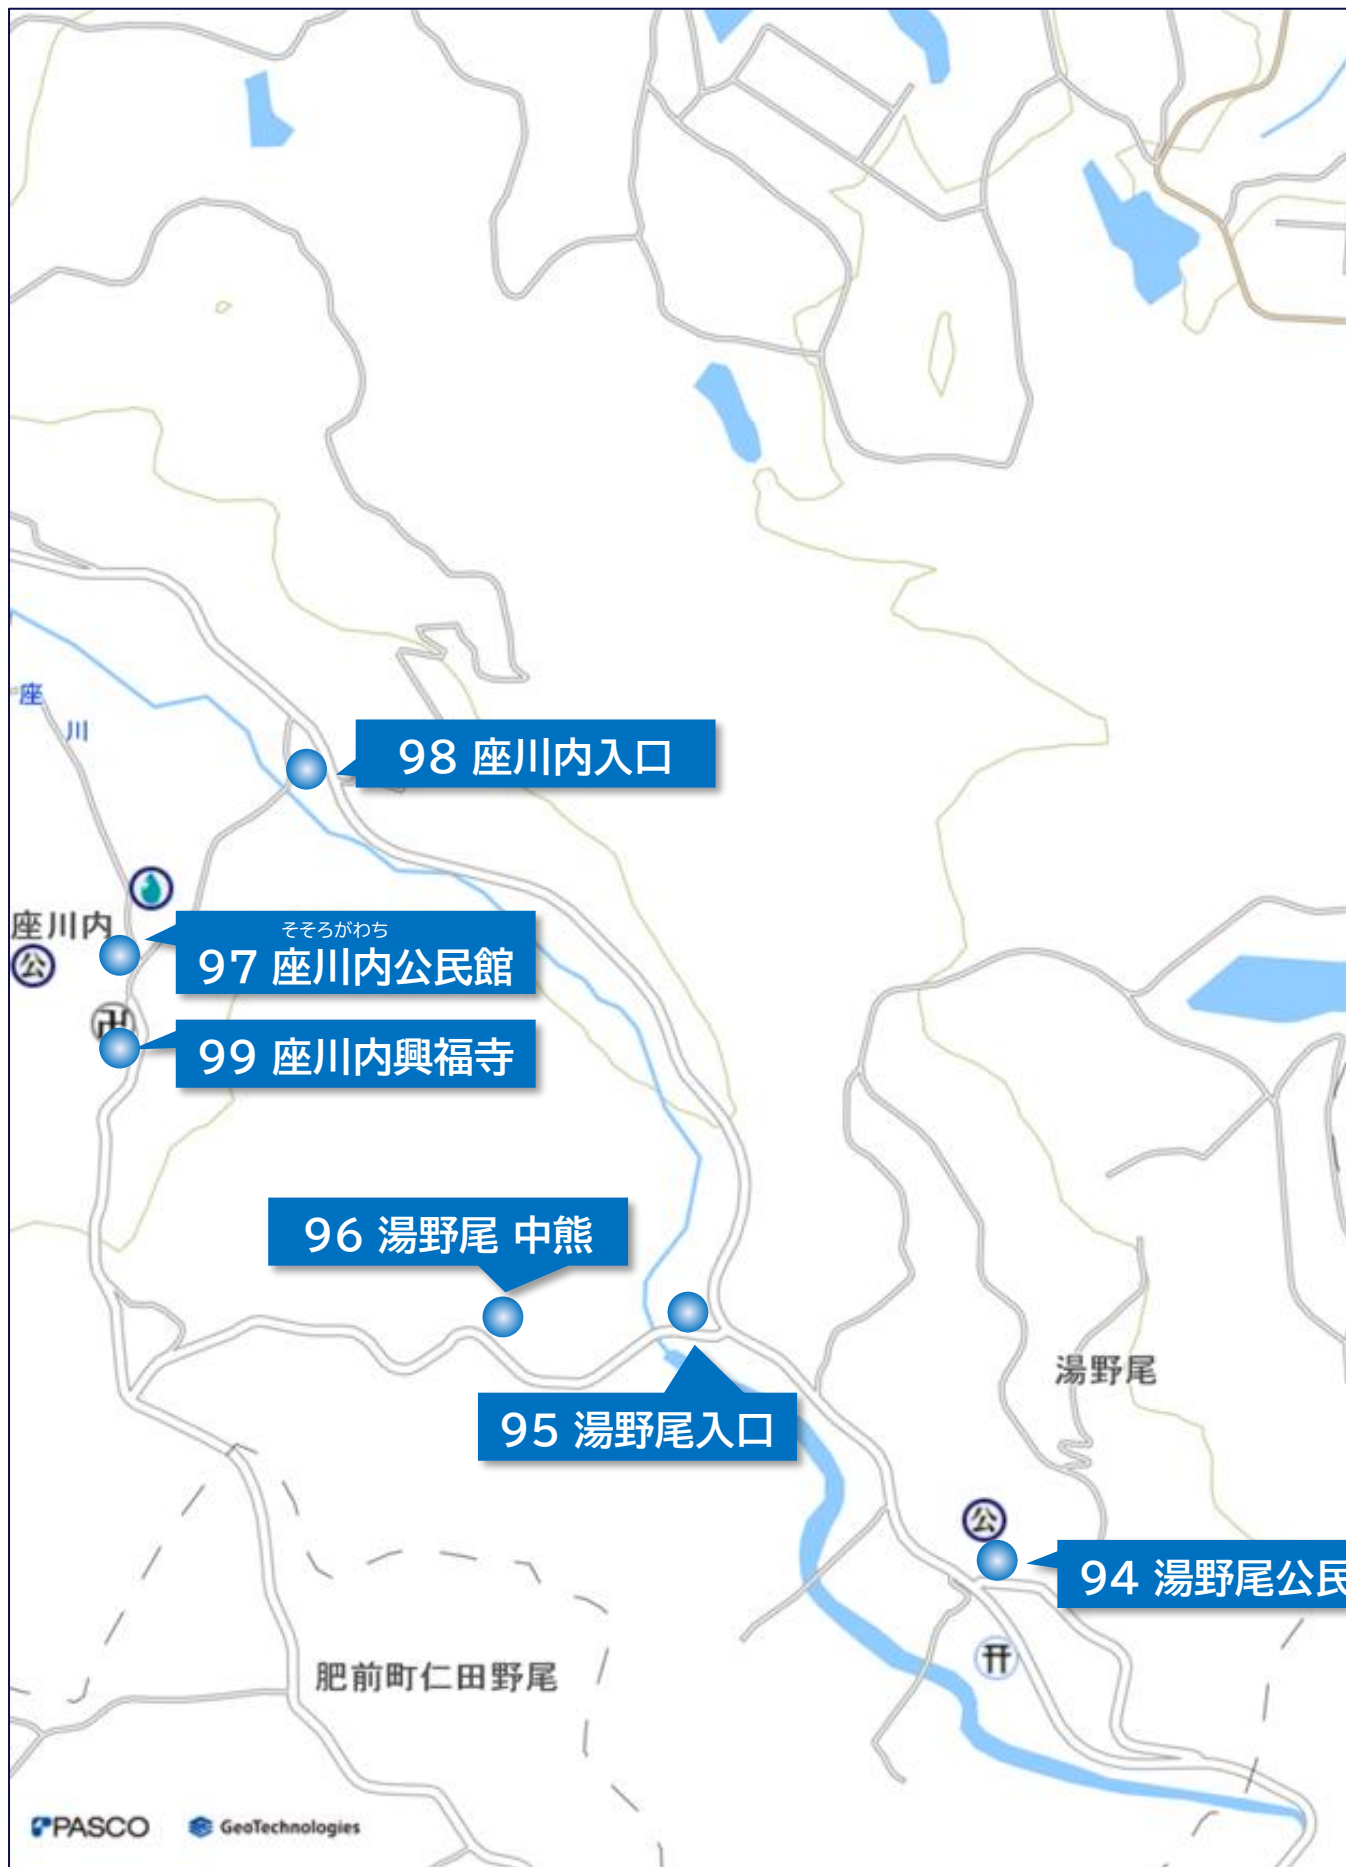 座
川
98 座川内入口
座川内
公
そそろがわち
97 座川内公民館
卍
99 座川内興福寺
96 湯野尾 中熊
95 湯野尾入口
湯野尾
公
94 湯野尾公民
肥前町仁田野尾
PASCO
GeoTechnologies